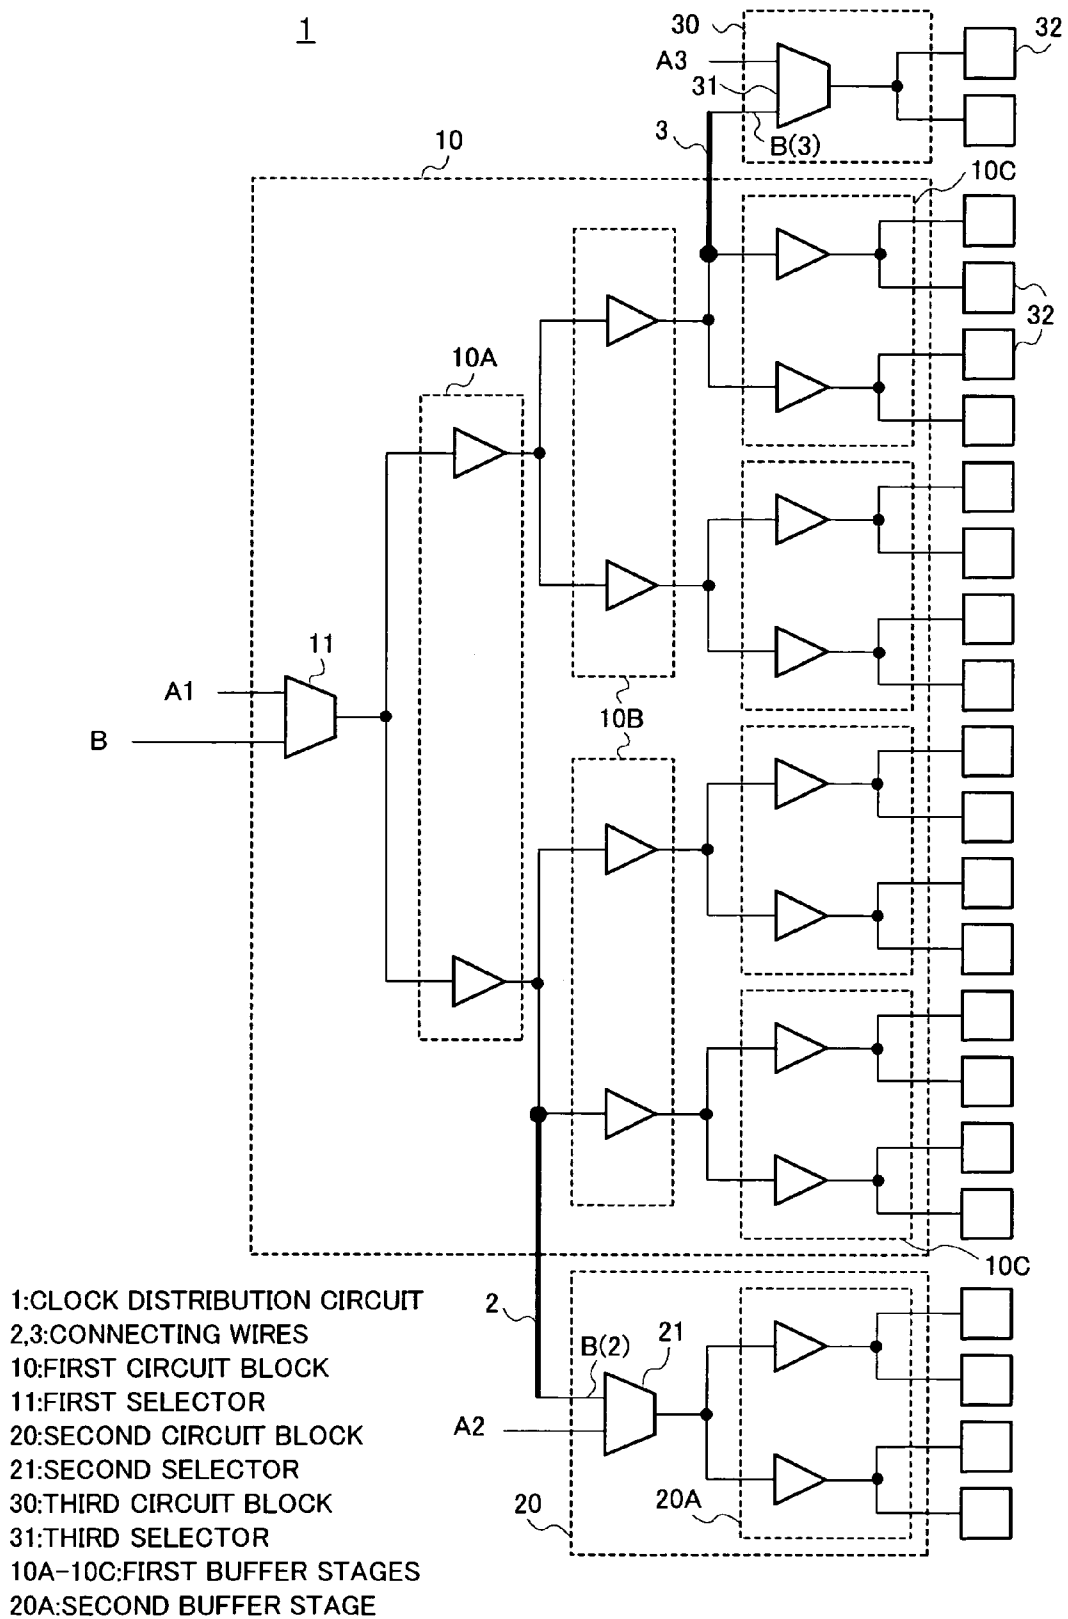 1
30
32
A3
31
3
B(3)
10
10C
32
10A
11
A1
10B
B
10C
2
21
B(2)
A2
20
20A
1:CLOCK DISTRIBUTION CIRCUIT
2,3:CONNECTING WIRES
10:FIRST CIRCUIT BLOCK
11:FIRST SELECTOR
20:SECOND CIRCUIT BLOCK
21:SECOND SELECTOR
30:THIRD CIRCUIT BLOCK
31:THIRD SELECTOR
10A-10C:FIRST BUFFER STAGES
20A:SECOND BUFFER STAGE